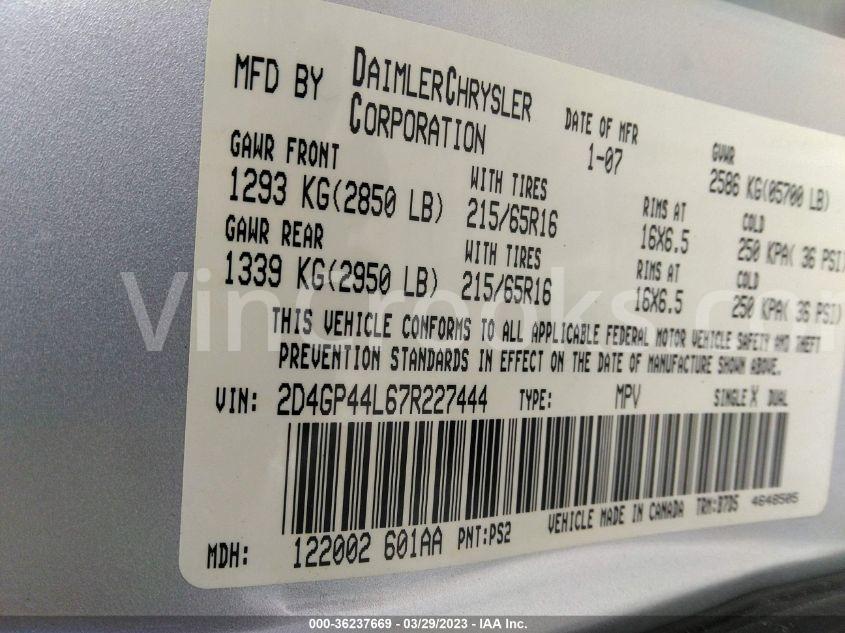 MFD BY DAIMLERCHRYSLER CORPORATION
DATE OF MFR 1-07
GVWR 2586 KG(05700 LB)
GAWR FRONT 1293 KG(2850 LB)
WITH TIRES 215/65R16
RIMS AT 16X6.5
COLD 250 KPA( 36 PSI)
GAWR REAR 1339 KG(2950 LB)
WITH TIRES 215/65R16
RIMS AT 16X6.5
COLD 250 KPA( 36 PSI)
THIS VEHICLE CONFORMS TO ALL APPLICABLE FEDERAL MOTOR VEHICLE SAFETY AND THEFT
PREVENTION STANDARDS IN EFFECT ON THE DATE OF MANUFACTURE SHOWN ABOVE.
VIN: 2D4GP44L67R227444 TYPE: MPV SINGLE X DUAL
VEHICLE MADE IN CANADA TRM:B7D5 4648505
MDH: 122002 601AA PNT:PS2
000-36237669 / 03/29/2023 - IAA Inc.